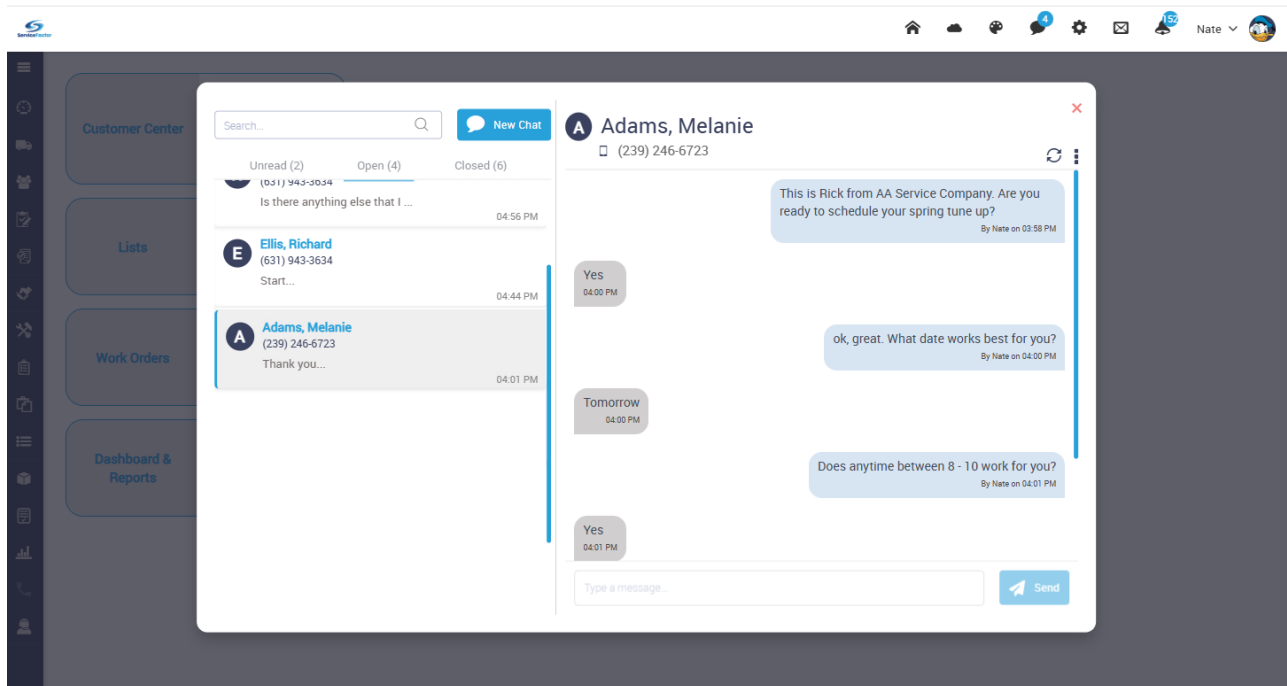 ServiceFactor
4
152
Nate
Customer Center
Lists
Work Orders
Dashboard &
Reports
Search...
New Chat
Unread (2)
Open (4)
Closed (6)
(631) 943-3634
Is there anything else that I ...
04:56 PM
E
Ellis, Richard
(631) 943-3634
Start...
04:44 PM
A
Adams, Melanie
(239) 246-6723
Thank you...
04:01 PM
A
Adams, Melanie
(239) 246-6723
This is Rick from AA Service Company. Are you
ready to schedule your spring tune up?
By Nate on 03:58 PM
Yes
04:00 PM
ok, great. What date works best for you?
By Nate on 04:00 PM
Tomorrow
04:00 PM
Does anytime between 8 - 10 work for you?
By Nate on 04:01 PM
Yes
04:01 PM
Type a message...
Send